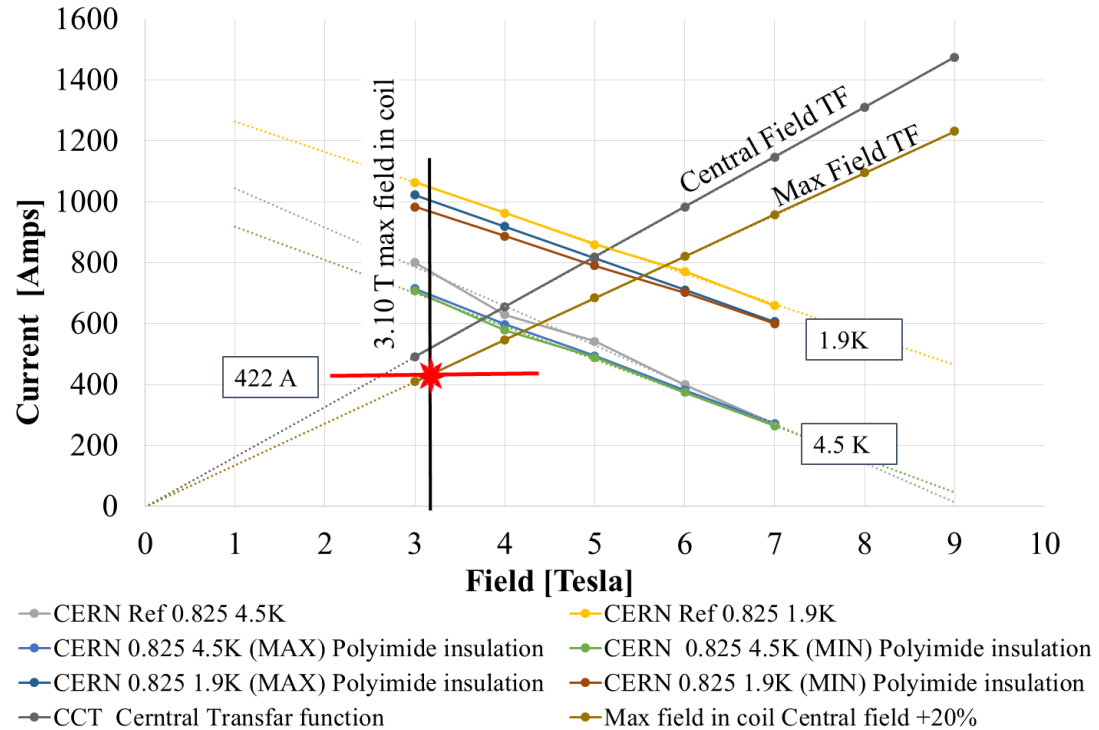 1600
1400
1200
1000
800
600
400
200
0
Current  [Amps]
3.10 T max field in coil
Central Field TF
Max Field TF
422 A
1.9K
4.5 K
0 1 2 3 4 5 6 7 8 9 10
Field [Tesla]
CERN Ref 0.825 4.5K
CERN Ref 0.825 1.9K
CERN 0.825 4.5K (MAX) Polyimide insulation
CERN  0.825 4.5K (MIN) Polyimide insulation
CERN 0.825 1.9K (MAX) Polyimide insulation
CERN 0.825 1.9K (MIN) Polyimide insulation
CCT  Cerntral Transfar function
Max field in coil Central field +20%